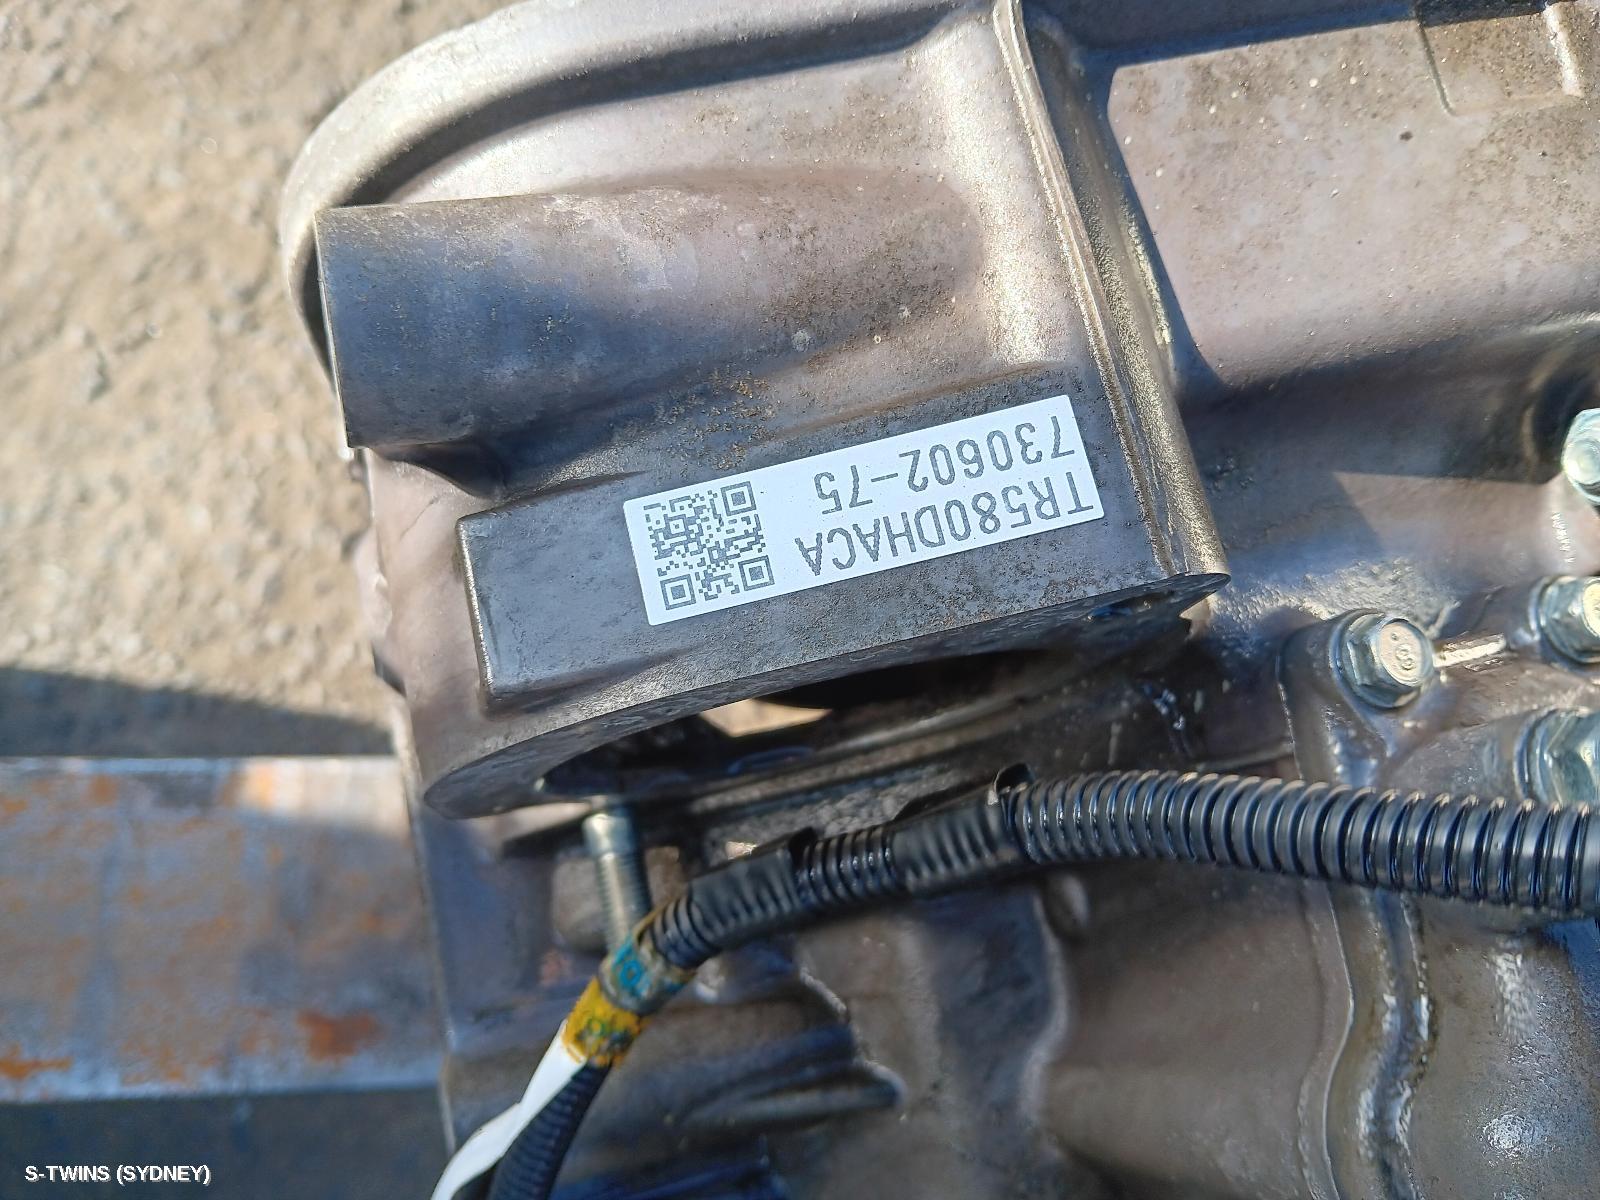 TR580DHACA
730602-75
S-TWINS (SYDNEY)